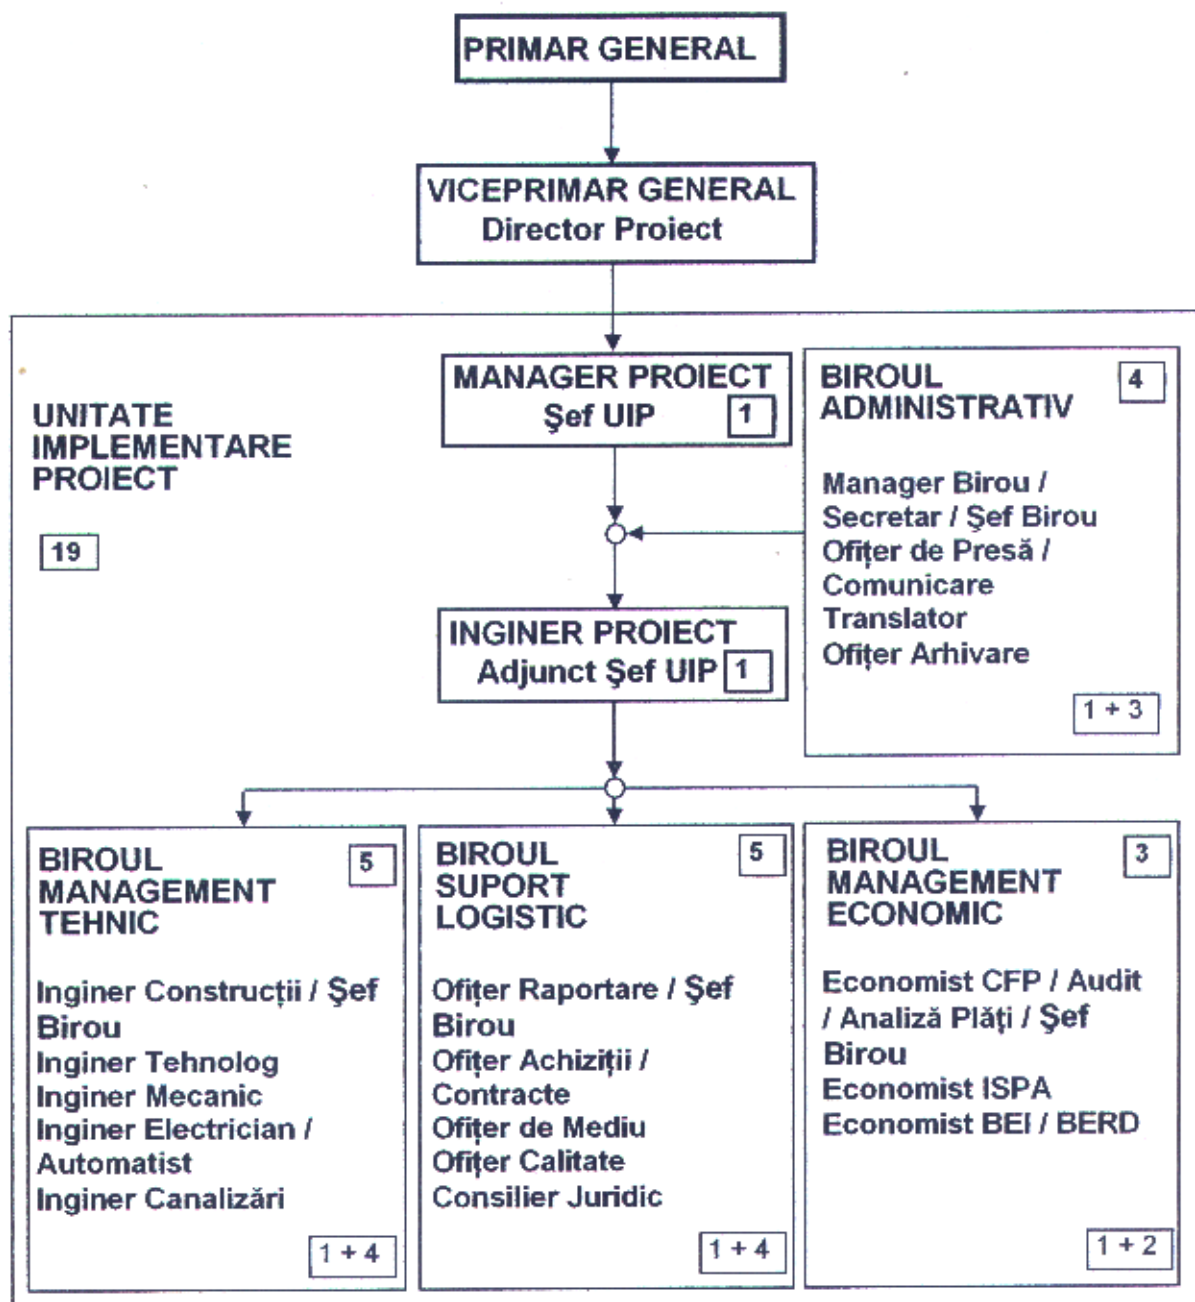 PRIMAR GENERAL
VICEPRIMAR GENERAL
Director Proiect
UNITATE
IMPLEMENTARE
PROIECT
19
MANAGER PROIECT
Şef UIP 1
BIROUL 4
ADMINISTRATIV
Manager Birou /
Secretar / Şef Birou
Ofiţer de Presă /
Comunicare
Translator
Ofiţer Arhivare
1 + 3
INGINER PROIECT
Adjunct Şef UIP 1
BIROUL 5
MANAGEMENT
TEHNIC
Inginer Construcţii / Şef
Birou
Inginer Tehnolog
Inginer Mecanic
Inginer Electrician /
Automatist
Inginer Canalizări
1 + 4
BIROUL 5
SUPORT
LOGISTIC
Ofiţer Raportare / Şef
Birou
Ofiţer Achiziţii /
Contracte
Ofiţer de Mediu
Ofiţer Calitate
Consilier Juridic
1 + 4
BIROUL 3
MANAGEMENT
ECONOMIC
Economist CFP / Audit
/ Analiză Plăţi / Şef
Birou
Economist ISPA
Economist BEI / BERD
1 + 2